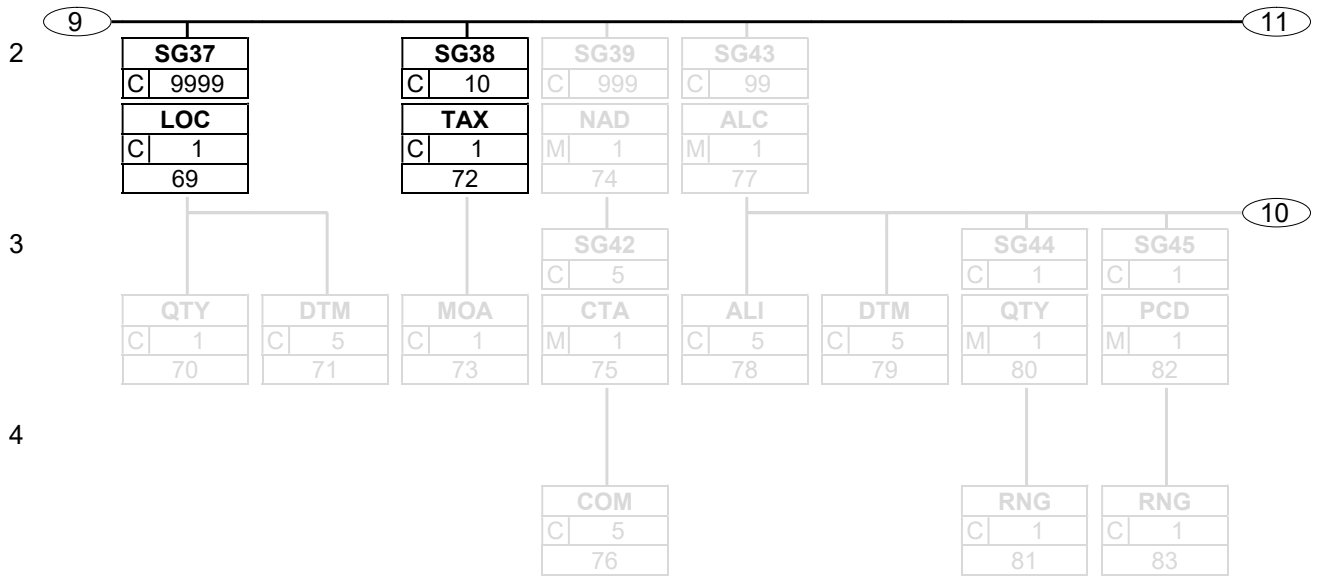 9 11
2 SG37 SG38 SG39 SG43
C 9999 C 10 C 999 C 99
LOC TAX NAD ALC
C 1 C 1 M 1 M 1
69 72 74 77
10
3 SG42 SG44 SG45
C 5 C 1 C 1
QTY DTM MOA CTA ALI DTM QTY PCD
C 1 C 5 C 1 M 1 C 5 C 5 M 1 M 1
70 71 73 75 78 79 80 82
4
COM RNG RNG
C 5 C 1 C 1
76 81 83